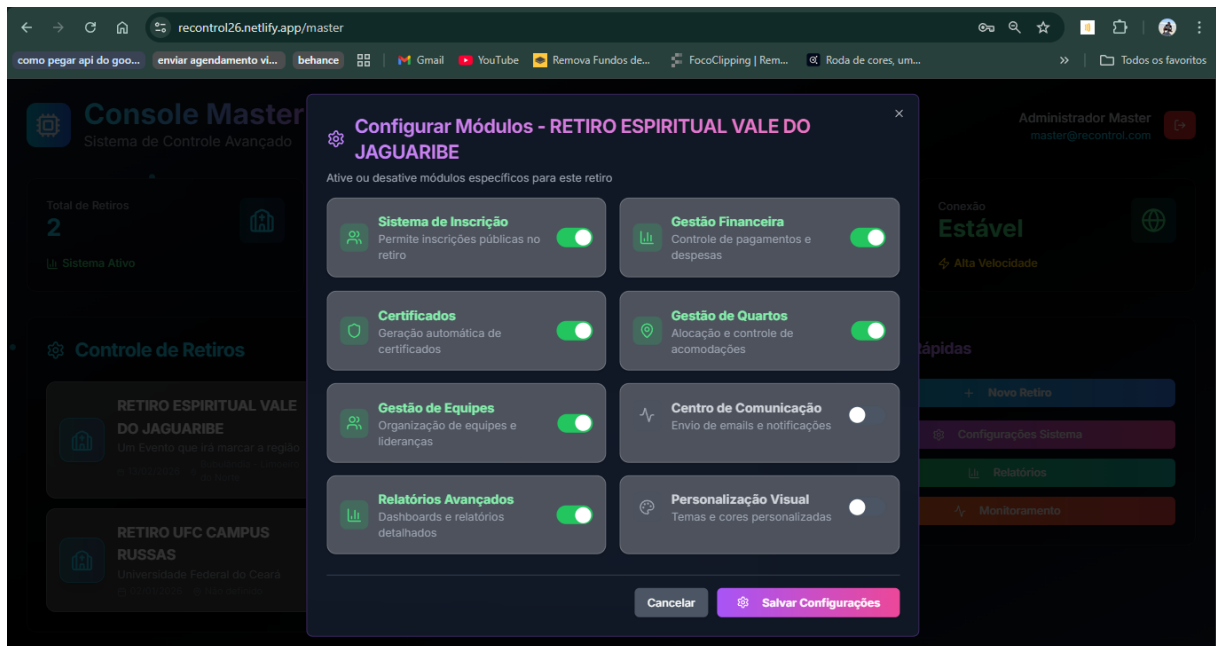 recontrol26.netlify.app/master
como pegar api do goo...
enviar agendamento vi...
behance
Gmail
YouTube
Remova Fundos de...
FocoClipping | Rem...
Roda de cores, um...
»
Todos os favoritos
Console Master
Sistema de Controle Avançado
Administrador Master
master@recontrol.com
Total de Retiros
2
Sistema Ativo
Conexão
Estável
Alta Velocidade
Configurar Módulos - RETIRO ESPIRITUAL VALE DO
JAGUARIBE
Ative ou desative módulos específicos para este retiro
Sistema de Inscrição
Permite inscrições públicas no
retiro
Gestão Financeira
Controle de pagamentos e
despesas
Certificados
Geração automática de
certificados
Gestão de Quartos
Alocação e controle de
acomodações
Gestão de Equipes
Organização de equipes e
lideranças
Centro de Comunicação
Envio de emails e notificações
Relatórios Avançados
Dashboards e relatórios
detalhados
Personalização Visual
Temas e cores personalizadas
Cancelar
Salvar Configurações
Controle de Retiros
RETIRO ESPIRITUAL VALE
DO JAGUARIBE
Um Evento que irá marcar a região
RETIRO UFC CAMPUS
RUSSAS
Universidade Federal do Ceará
Novo Retiro
Configurações Sistema
Relatórios
Monitoramento